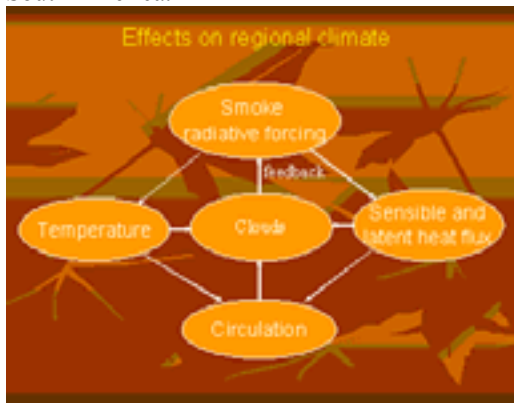 Effects on regional climate
Smoke
radiative forcing
feedback
Temperature
Clouds
Sensible and
latent heat flux
Circulation